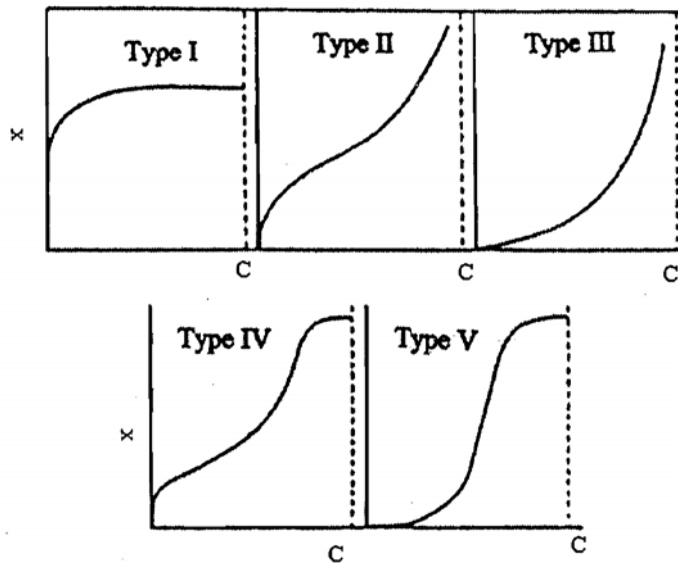 Type I Type II Type III
x
C C C
Type IV Type V
x
C C